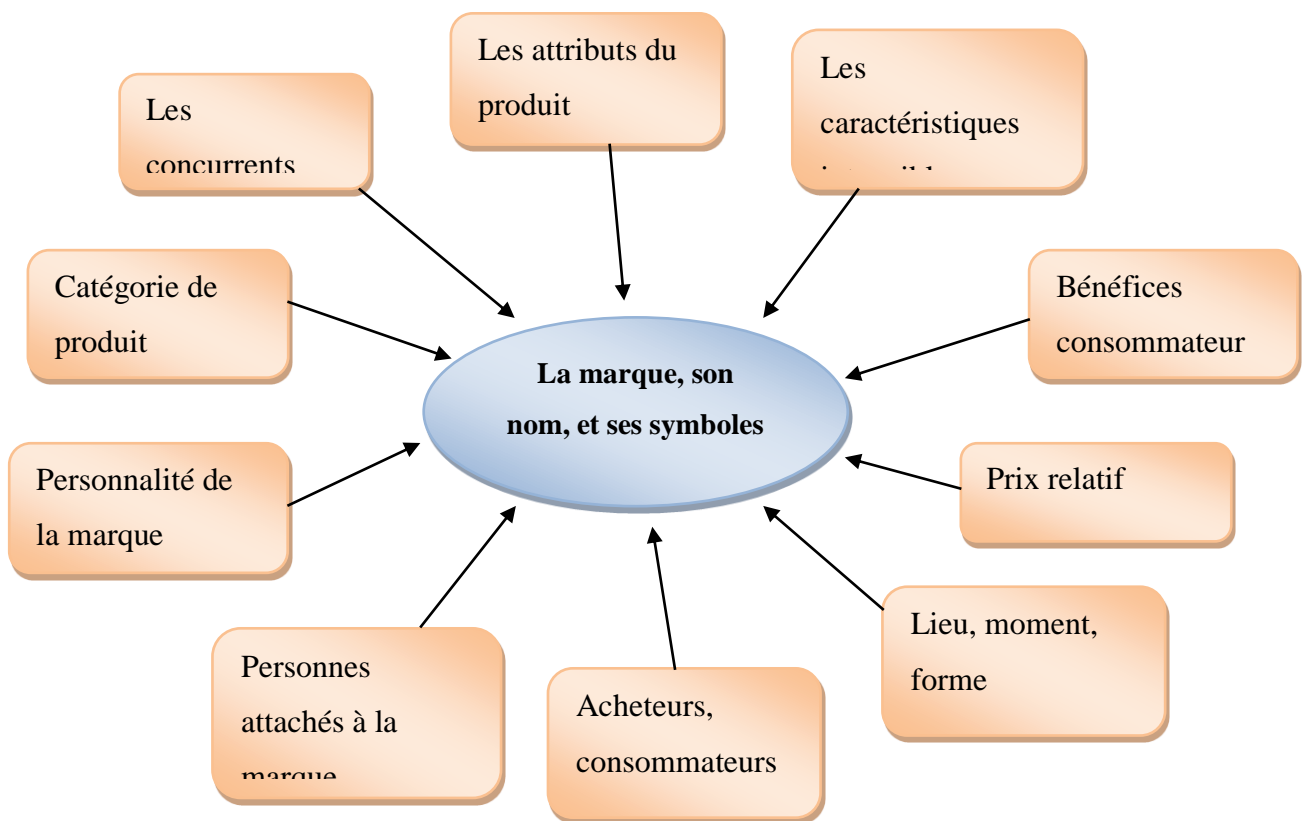 Les attributs du
produit
Les
caractéristiques
Les
concurrents
Catégorie de
produit
Bénéfices
consommateur
La marque, son
nom, et ses symboles
Personnalité de
la marque
Prix relatif
Lieu, moment,
forme
Personnes
attachés à la
marque
Acheteurs,
consommateurs